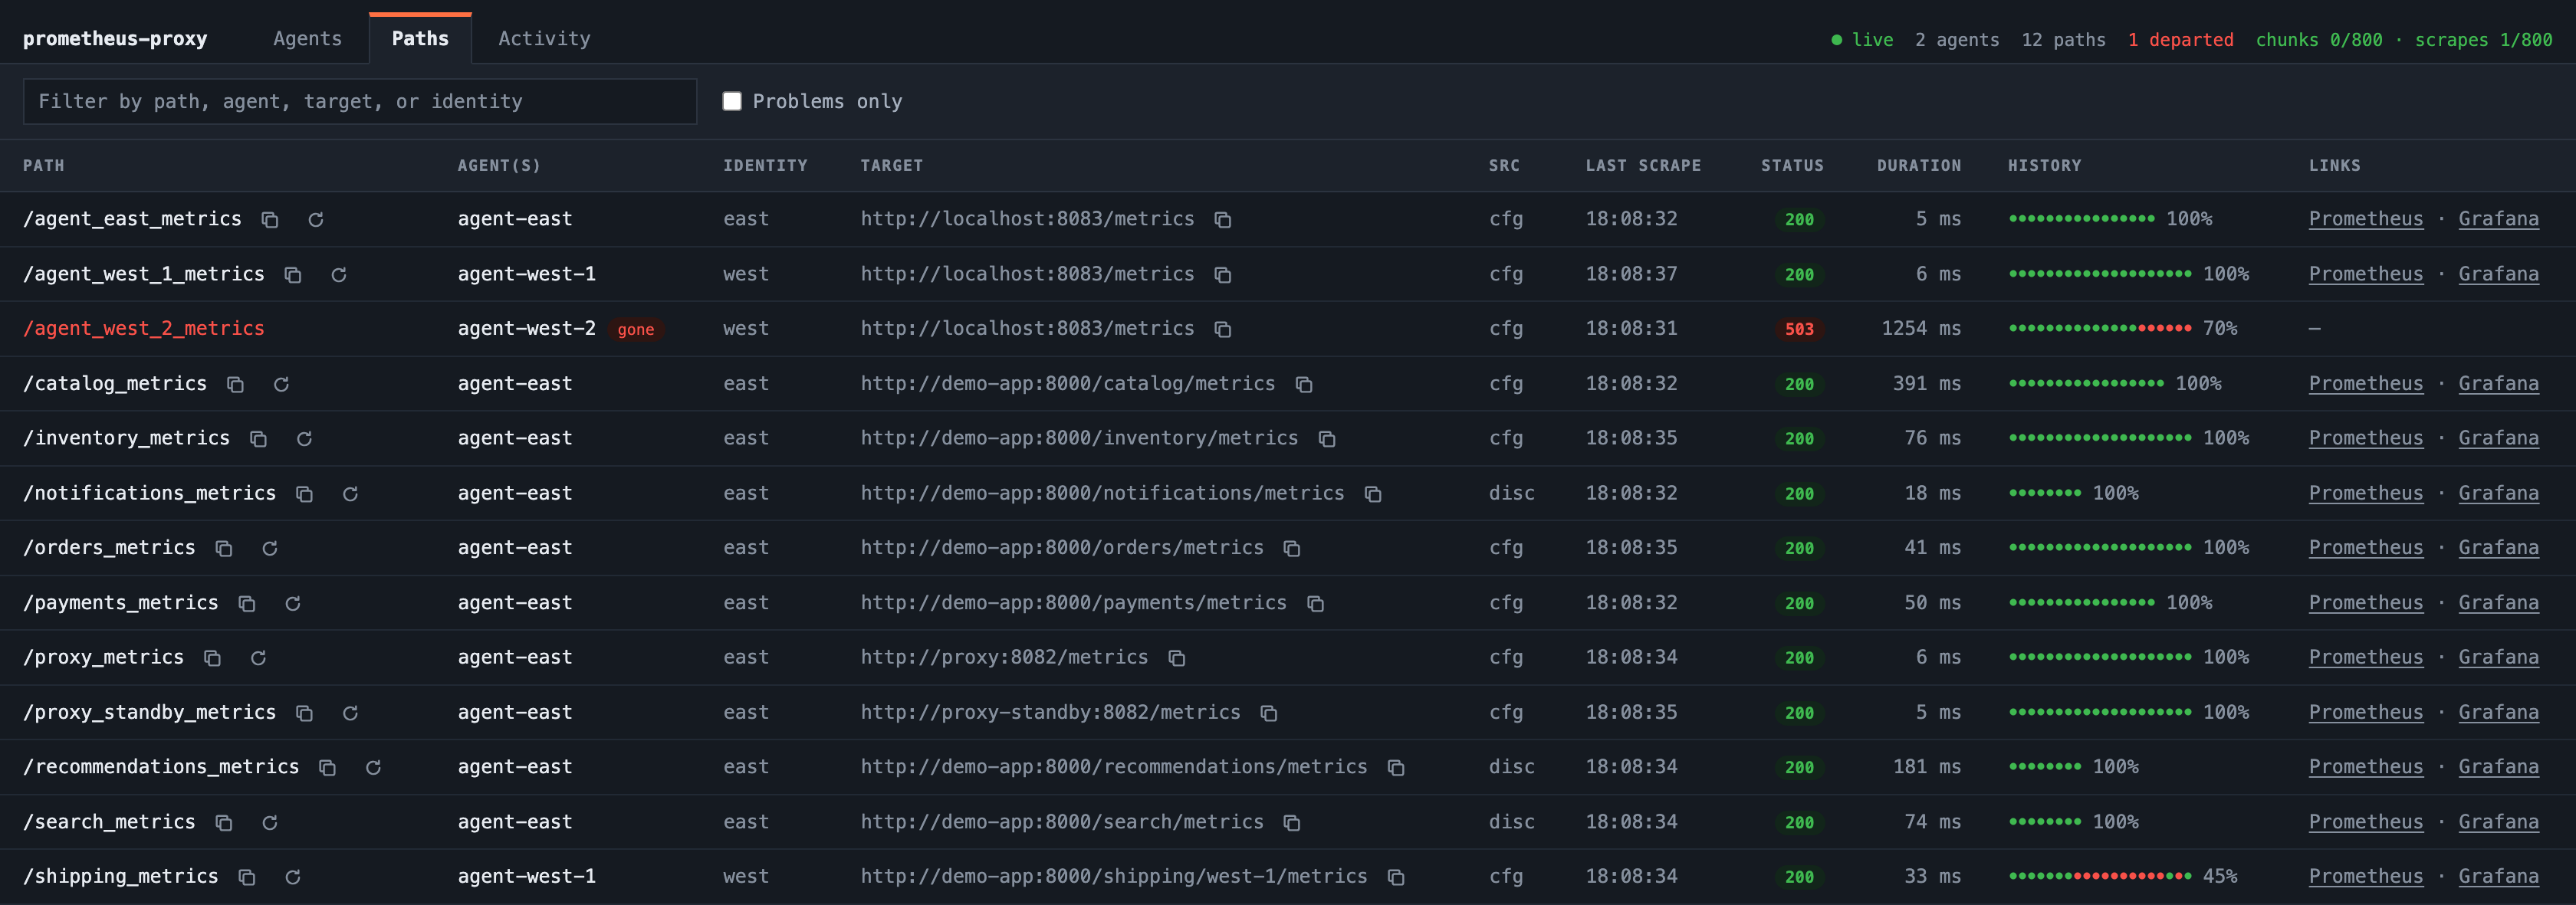 prometheus-proxy Agents Paths Activity live 2 agents 12 paths 1 departed chunks 0/800 · scrapes 1/800
Filter by path, agent, target, or identity Problems only
PATH AGENT(S) IDENTITY TARGET SRC LAST SCRAPE STATUS DURATION HISTORY LINKS
/agent_east_metrics agent-east east http://localhost:8083/metrics cfg 18:08:32 200 5 ms 100% Prometheus · Grafana
/agent_west_1_metrics agent-west-1 west http://localhost:8083/metrics cfg 18:08:37 200 6 ms 100% Prometheus · Grafana
/agent_west_2_metrics agent-west-2 gone west http://localhost:8083/metrics cfg 18:08:31 503 1254 ms 70% —
/catalog_metrics agent-east east http://demo-app:8000/catalog/metrics cfg 18:08:32 200 391 ms 100% Prometheus · Grafana
/inventory_metrics agent-east east http://demo-app:8000/inventory/metrics cfg 18:08:35 200 76 ms 100% Prometheus · Grafana
/notifications_metrics agent-east east http://demo-app:8000/notifications/metrics disc 18:08:32 200 18 ms 100% Prometheus · Grafana
/orders_metrics agent-east east http://demo-app:8000/orders/metrics cfg 18:08:35 200 41 ms 100% Prometheus · Grafana
/payments_metrics agent-east east http://demo-app:8000/payments/metrics cfg 18:08:32 200 50 ms 100% Prometheus · Grafana
/proxy_metrics agent-east east http://proxy:8082/metrics cfg 18:08:34 200 6 ms 100% Prometheus · Grafana
/proxy_standby_metrics agent-east east http://proxy-standby:8082/metrics cfg 18:08:35 200 5 ms 100% Prometheus · Grafana
/recommendations_metrics agent-east east http://demo-app:8000/recommendations/metrics disc 18:08:34 200 181 ms 100% Prometheus · Grafana
/search_metrics agent-east east http://demo-app:8000/search/metrics disc 18:08:34 200 74 ms 100% Prometheus · Grafana
/shipping_metrics agent-west-1 west http://demo-app:8000/shipping/west-1/metrics cfg 18:08:34 200 33 ms 45% Prometheus · Grafana